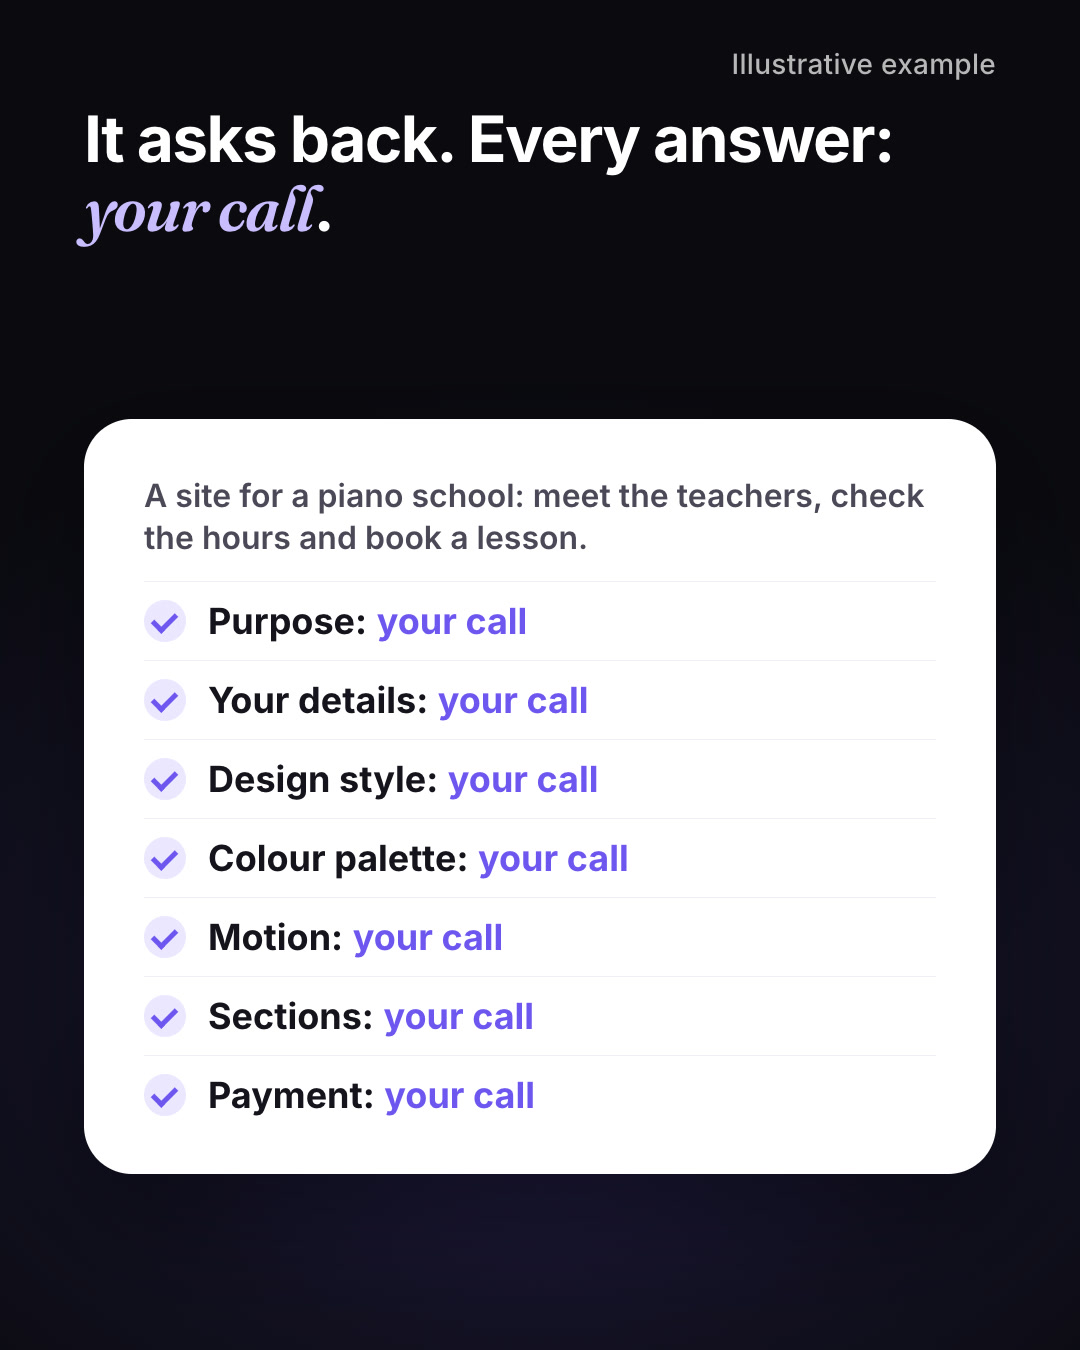 Illustrative example
It asks back. Every answer:
your call.
A site for a piano school: meet the teachers, check
the hours and book a lesson.
Purpose: your call
Your details: your call
Design style: your call
Colour palette: your call
Motion: your call
Sections: your call
Payment: your call